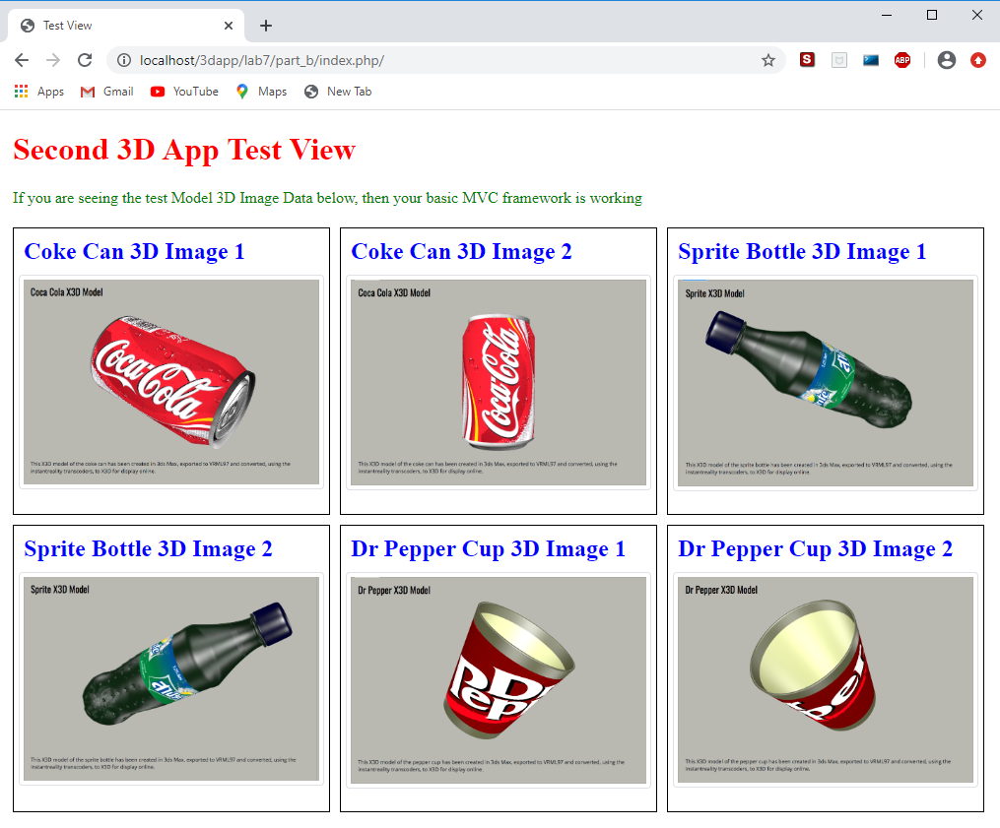 Test View
localhost/3dapp/lab7/part_b/index.php/
S
ABP
Apps Gmail YouTube Maps New Tab
Second 3D App Test View
If you are seeing the test Model 3D Image Data below, then your basic MVC framework is working
Coke Can 3D Image 1
Coca Cola X3D Model
Coca-Cola
This X3D model of the coke can has been created in 3ds Max, exported to VRML97 and converted, using the
instantreality transcoders, to X3D for display online.
Coke Can 3D Image 2
Coca Cola X3D Model
Coca-Cola
This X3D model of the coke can has been created in 3ds Max, exported to VRML97 and converted, using the
instantreality transcoders, to X3D for display online.
Sprite Bottle 3D Image 1
Sprite X3D Model
This X3D model of the sprite bottle has been created in 3ds Max, exported to VRML97 and converted, using the
instantreality transcoders, to X3D for display online.
Sprite Bottle 3D Image 2
Sprite X3D Model
This X3D model of the sprite bottle has been created in 3ds Max, exported to VRML97 and converted, using the
instantreality transcoders, to X3D for display online.
Dr Pepper Cup 3D Image 1
Dr Pepper X3D Model
D
Pep
This X3D model of the pepper cup has been created in 3ds Max, exported to VRML97 and converted, using the
instantreality transcoders, to X3D for display online.
Dr Pepper Cup 3D Image 2
Dr Pepper X3D Model
per
This X3D model of the pepper cup has been created in 3ds Max, exported to VRML97 and converted, using the
instantreality transcoders, to X3D for display online.